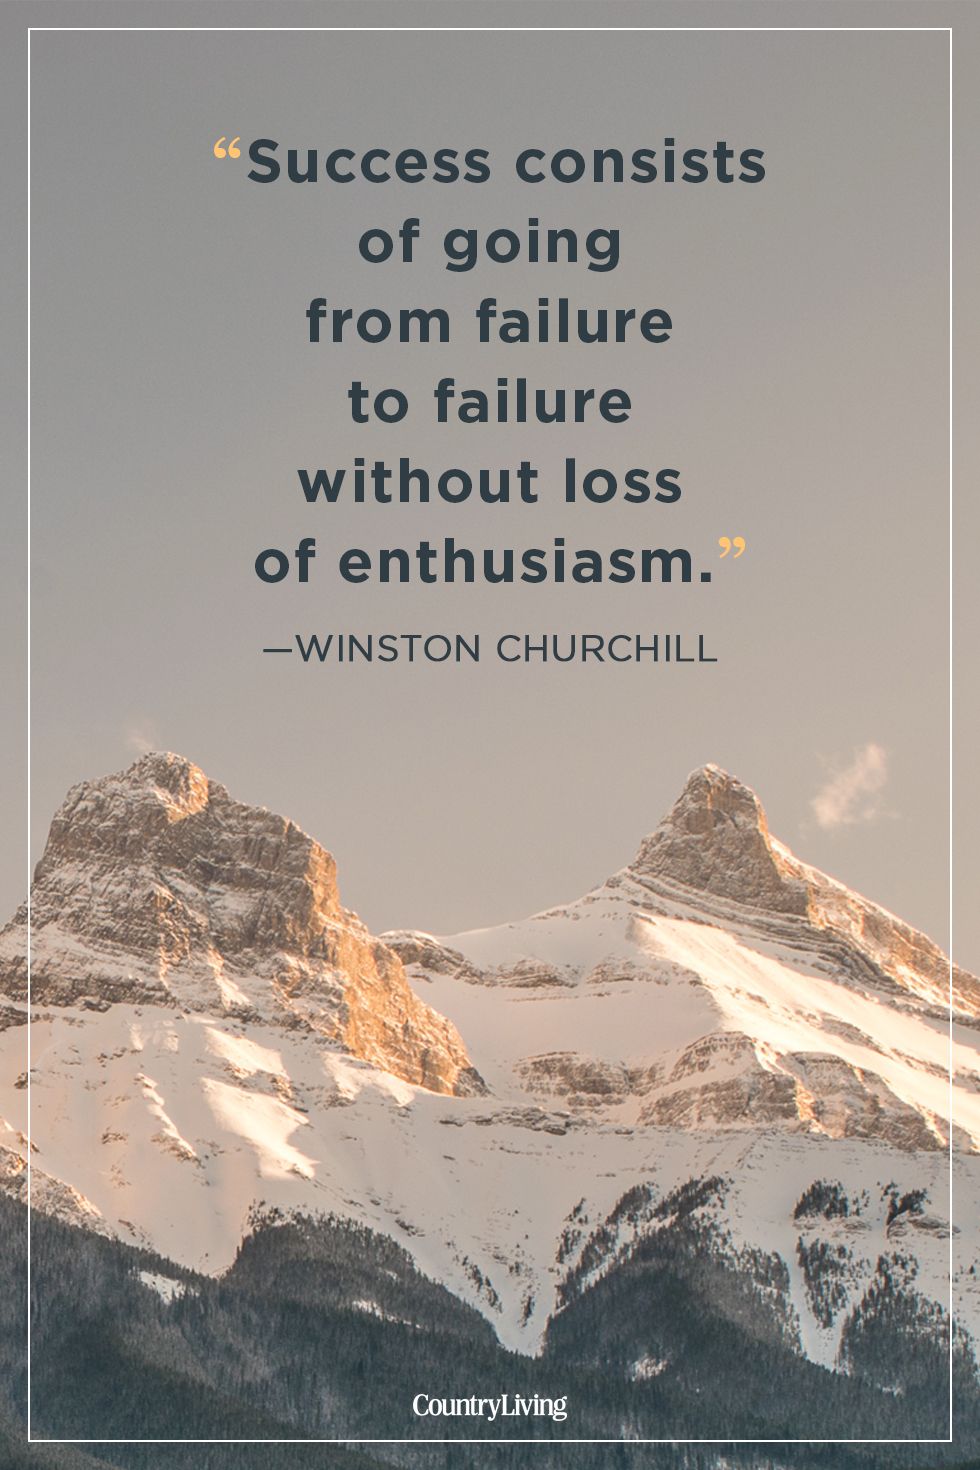 “Success consists
of going
from failure
to failure
without loss
of enthusiasm.”
—WINSTON CHURCHILL
CountryLiving